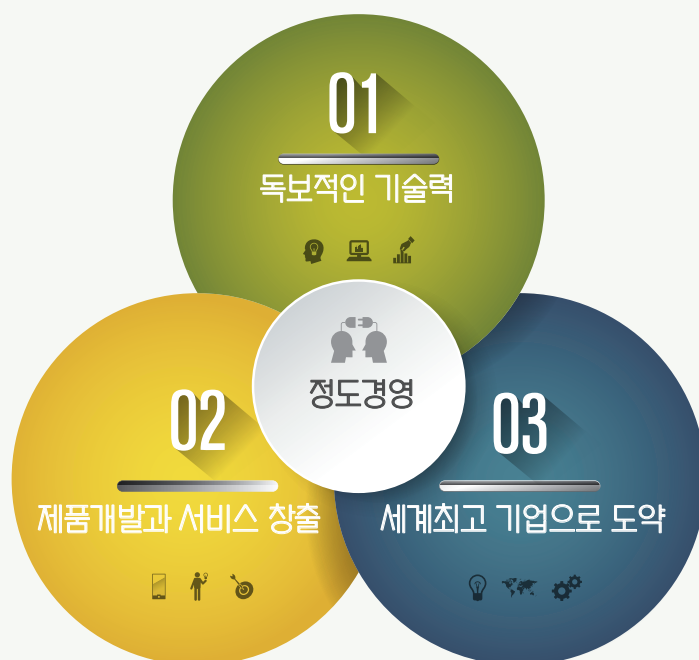 01
독보적인 기술력
정도경영
02
제품개발과 서비스 창출
03
세계최고 기업으로 도약